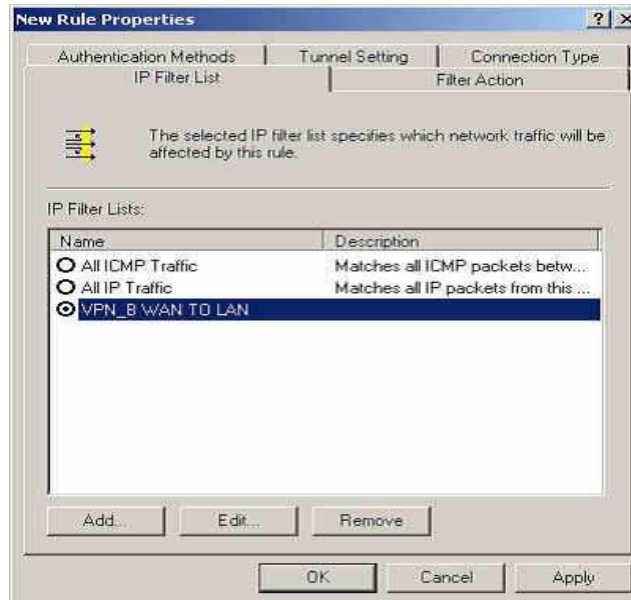 New Rule Properties
Authentication Methods Tunnel Setting Connection Type
IP Filter List Filter Action
The selected IP filter list specifies which network traffic will be
affected by this rule.
IP Filter Lists:
Name Description
All ICMP Traffic Matches all ICMP packets betw...
All IP Traffic Matches all IP packets from this ...
VPN_B WAN TO LAN
Add... Edit... Remove
OK Cancel Apply